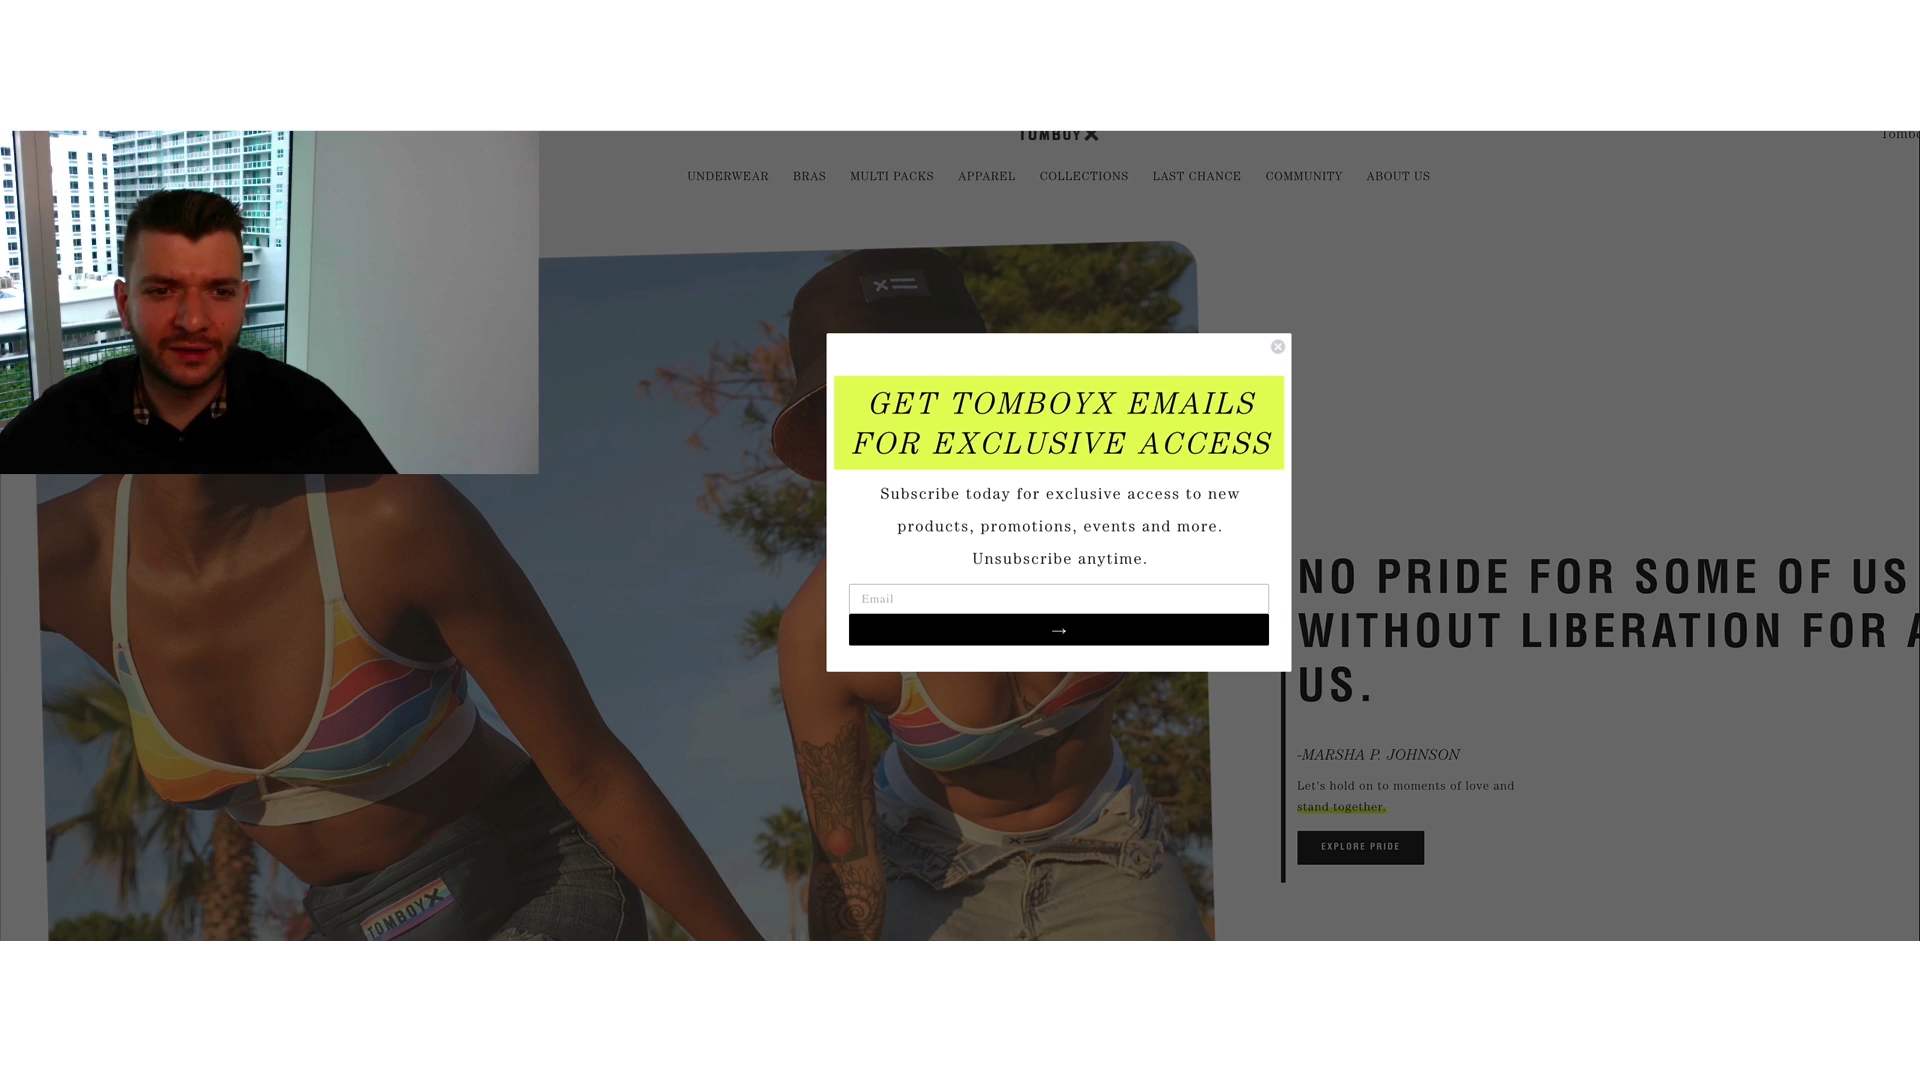 TOMBOYX
UNDERWEAR BRAS MULTI PACKS APPAREL COLLECTIONS LAST CHANCE COMMUNITY ABOUT US
GET TOMBOYX EMAILS
FOR EXCLUSIVE ACCESS
Subscribe today for exclusive access to new
products, promotions, events and more.
Unsubscribe anytime.
Email
→
NO PRIDE FOR SOME OF US
WITHOUT LIBERATION FOR
US.
-MARSHA P. JOHNSON
Let's hold on to moments of love and
stand together.
EXPLORE PRIDE
TOMBOYX